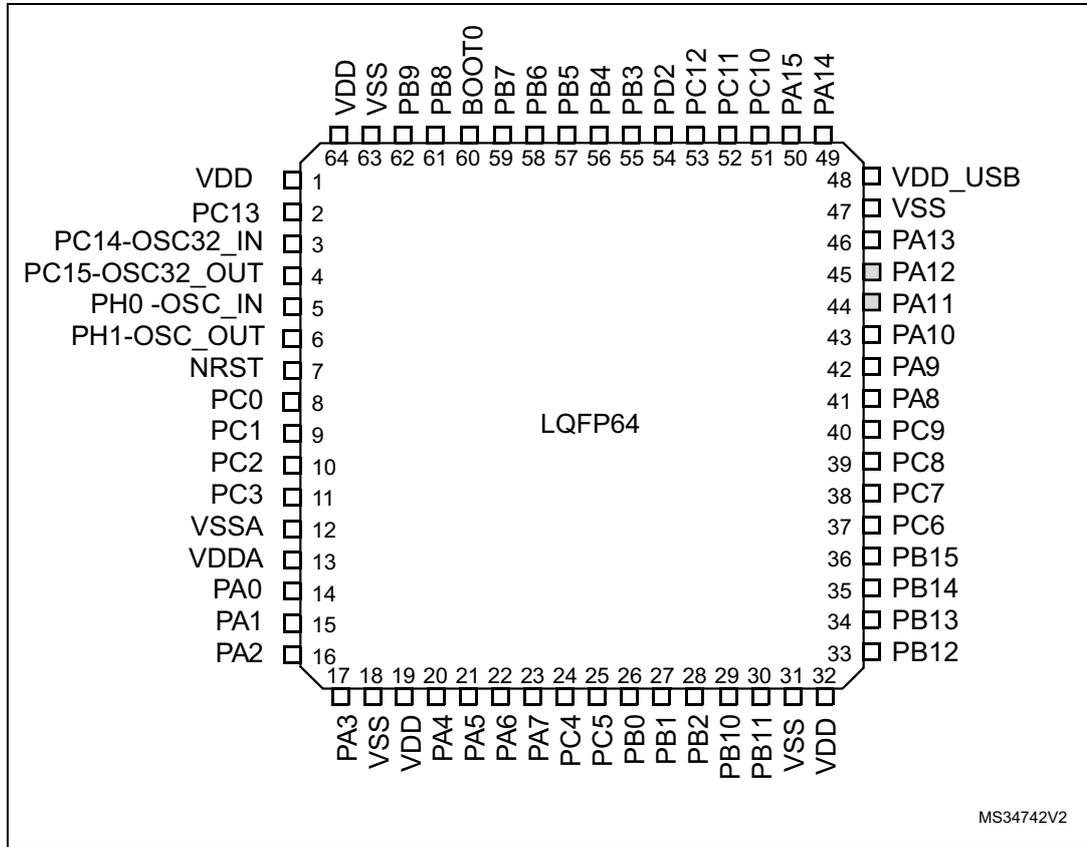 VDD
VSS
PB9
PB8
BOOT0
PB7
PB6
PB5
PB4
PB3
PD2
PC12
PC11
PC10
PA15
PA14
64 63 62 61 60 59 58 57 56 55 54 53 52 51 50 49
VDD 1
PC13 2
PC14-OSC32_IN 3
PC15-OSC32_OUT 4
PH0 -OSC_IN 5
PH1-OSC_OUT 6
NRST 7
PC0 8
PC1 9
PC2 10
PC3 11
VSSA 12
VDDA 13
PA0 14
PA1 15
PA2 16
LQFP64
48 VDD_USB
47 VSS
46 PA13
45 PA12
44 PA11
43 PA10
42 PA9
41 PA8
40 PC9
39 PC8
38 PC7
37 PC6
36 PB15
35 PB14
34 PB13
33 PB12
17 18 19 20 21 22 23 24 25 26 27 28 29 30 31 32
PA3
VSS
VDD
PA4
PA5
PA6
PA7
PC4
PC5
PB0
PB1
PB2
PB10
PB11
VSS
VDD
MS34742V2